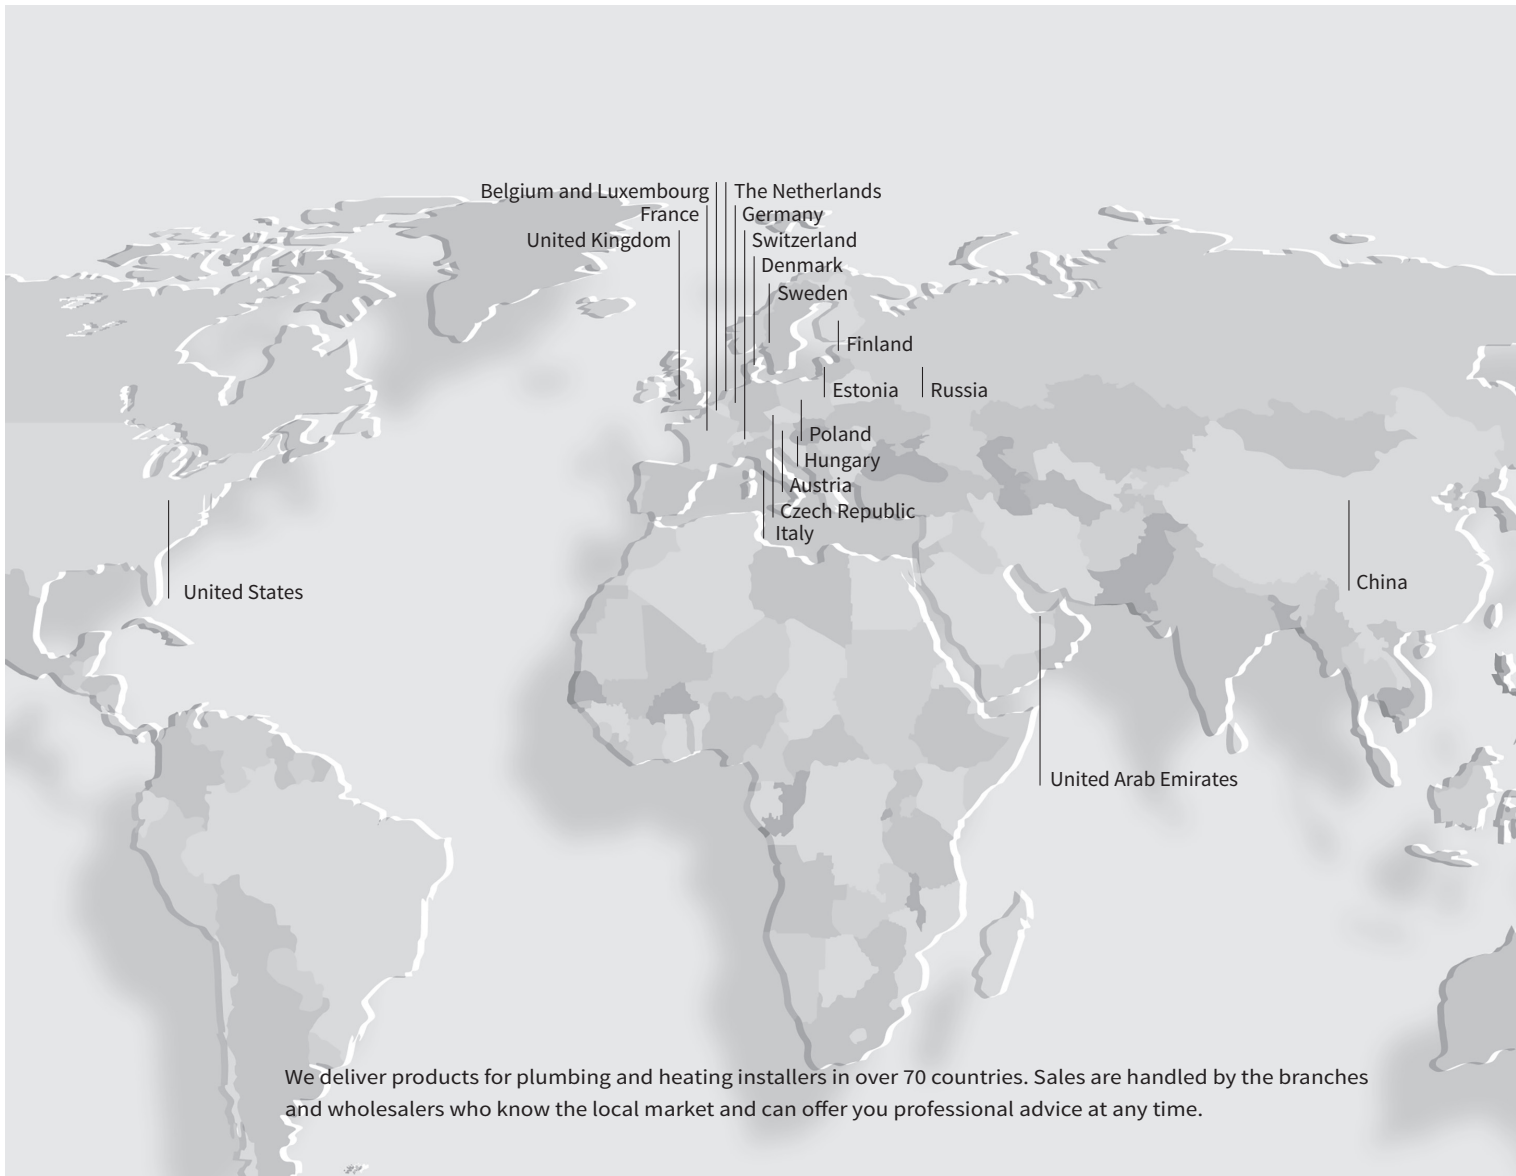 Belgium and Luxembourg
The Netherlands
France
Germany
United Kingdom
Switzerland
Denmark
Sweden
Finland
Estonia
Russia
Poland
Hungary
Austria
Czech Republic
Italy
United States
China
United Arab Emirates
We deliver products for plumbing and heating installers in over 70 countries. Sales are handled by the branches
and wholesalers who know the local market and can offer you professional advice at any time.